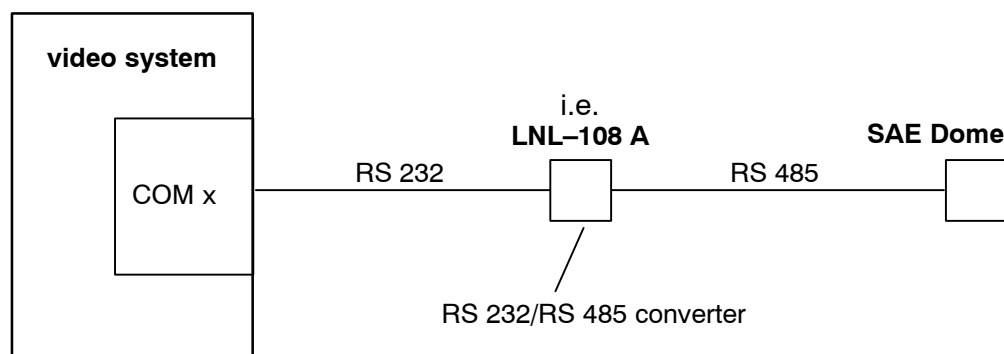 video system
COM x
RS 232
i.e.
LNL–108 A
RS 485
SAE Dome
RS 232/RS 485 converter